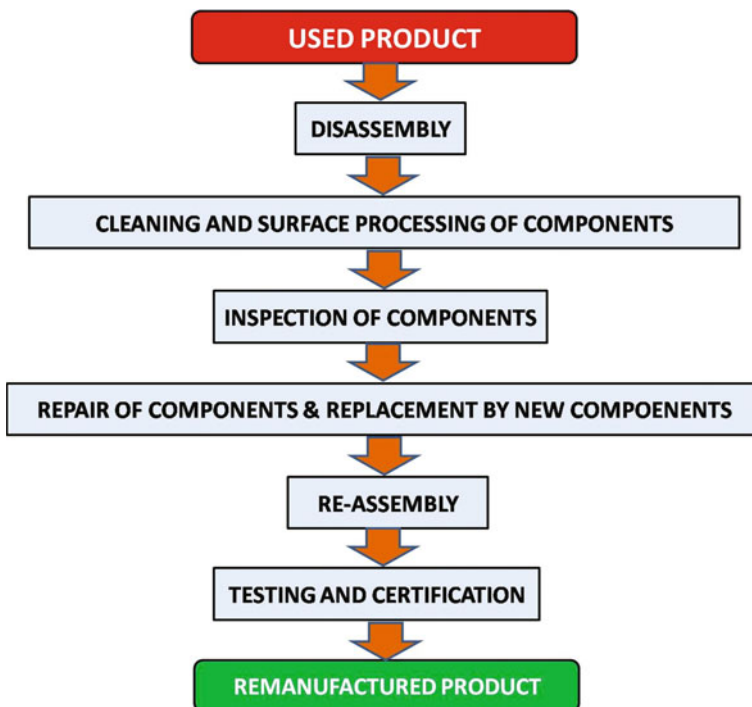 USED PRODUCT
DISASSEMBLY
CLEANING AND SURFACE PROCESSING OF COMPONENTS
INSPECTION OF COMPONENTS
REPAIR OF COMPONENTS & REPLACEMENT BY NEW COMPOENENTS
RE-ASSEMBLY
TESTING AND CERTIFICATION
REMANUFACTURED PRODUCT